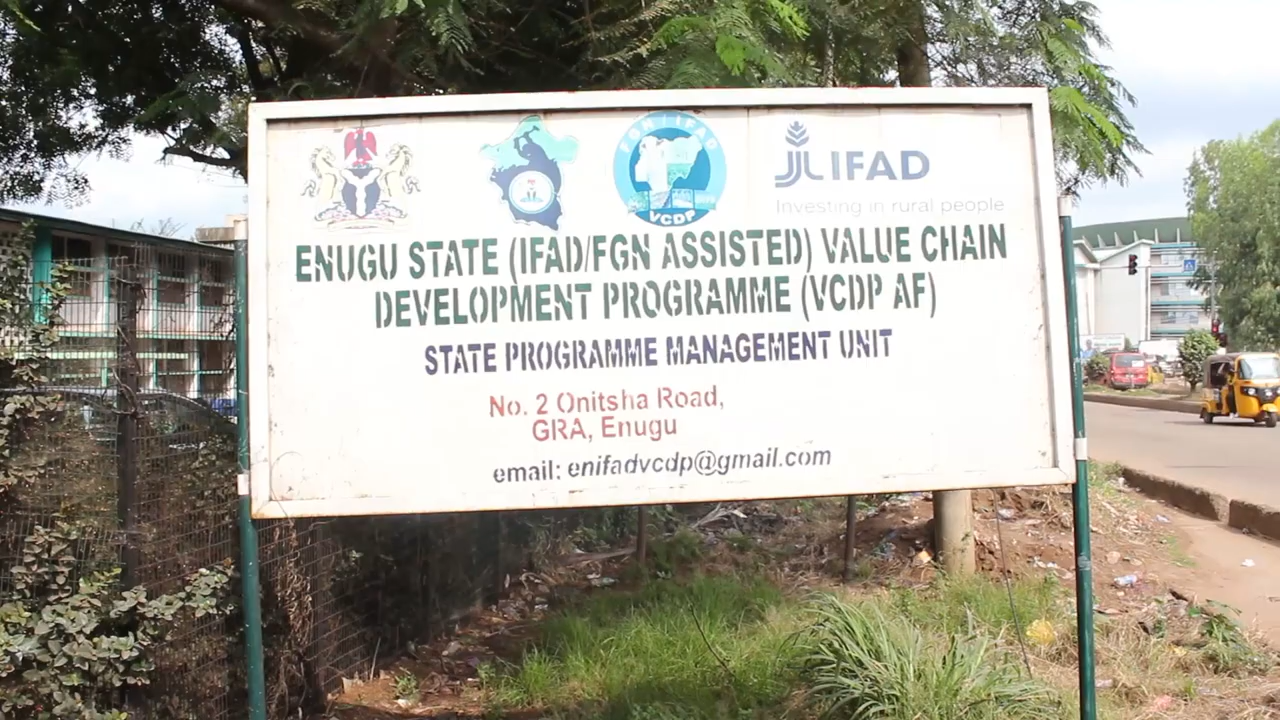 FGN / IFAD
VCDP
IFAD
Investing in rural people
ENUGU STATE (IFAD/FGN ASSISTED) VALUE CHAIN
DEVELOPMENT PROGRAMME (VCDP AF)
STATE PROGRAMME MANAGEMENT UNIT
No. 2 Onitsha Road,
GRA, Enugu
email: enifadvcdp@gmail.com